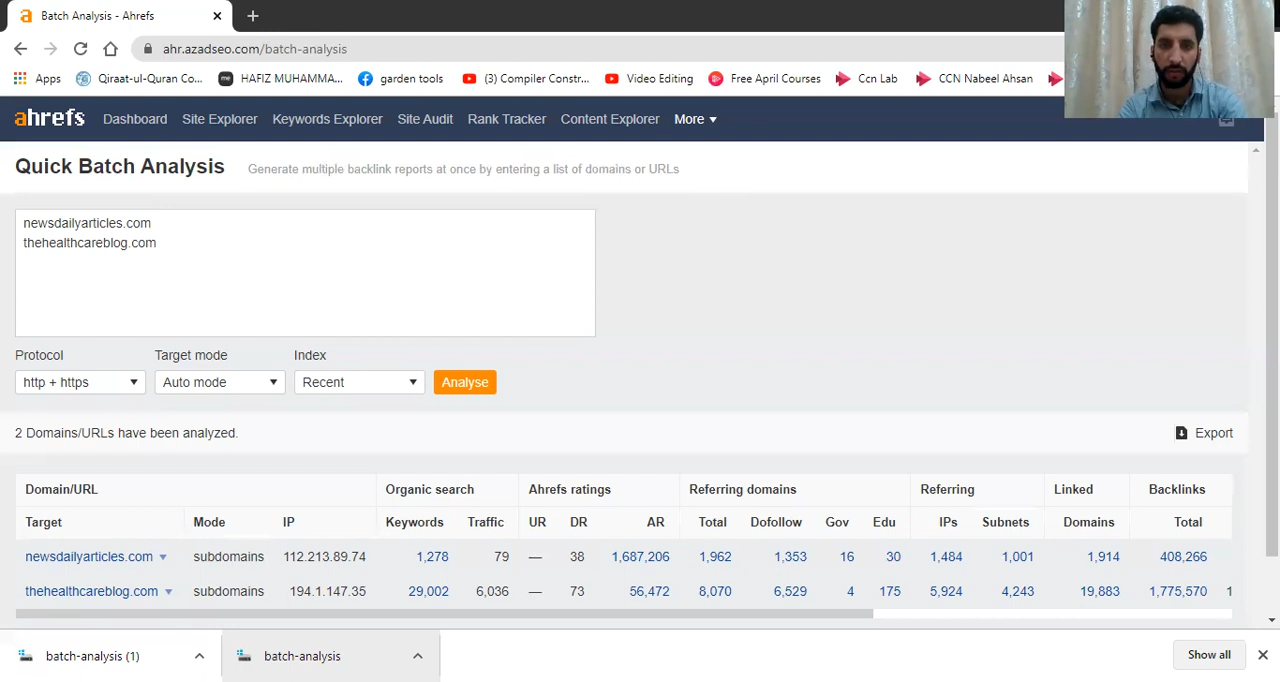 Batch Analysis - Ahrefs
ahr.azadseo.com/batch-analysis
Apps Qiraat-ul-Quran Co... HAFIZ MUHAMMA... garden tools (3) Compiler Constr... Video Editing Free April Courses Ccn Lab CCN Nabeel Ahsan
ahrefs Dashboard Site Explorer Keywords Explorer Site Audit Rank Tracker Content Explorer More
Quick Batch Analysis Generate multiple backlink reports at once by entering a list of domains or URLs
newsdailyarticles.com
thehealthcareblog.com
Protocol Target mode Index
http + https Auto mode Recent Analyse
2 Domains/URLs have been analyzed. Export
Domain/URL Organic search Ahrefs ratings Referring domains Referring Linked Backlinks
Target Mode IP Keywords Traffic UR DR AR Total Dofollow Gov Edu IPs Subnets Domains Total
newsdailyarticles.com subdomains 112.213.89.74 1,278 79 — 38 1,687,206 1,962 1,353 16 30 1,484 1,001 1,914 408,266
thehealthcareblog.com subdomains 194.1.147.35 29,002 6,036 — 73 56,472 8,070 6,529 4 175 5,924 4,243 19,883 1,775,570 1
batch-analysis (1) batch-analysis Show all